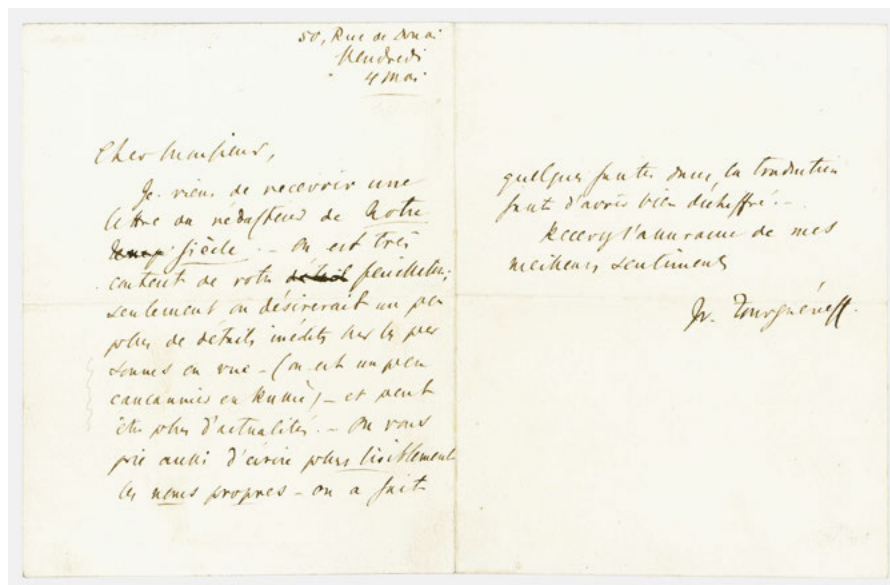 50, Rue de Douai
Vendredi
4 Mai
Cher Monsieur,
Je viens de recevoir une
lettre du rédacteur de Notre
Temps Siècle. – On est très
content de votre feuilleton;
seulement on désirerait un peu
plus de détails inédits sur les per
sonnes en vue – (on est un peu
cancannier en Russie) – et peut
être plus d'actualités. – On vous
prie aussi d'écrire plus lisiblement
les noms propres – on a fait
quelques fautes dans la traduction
faute d'avoir bien déchiffré. –
Recevez l'assurance de mes
meilleurs sentiments
Iv. Tourguéneff.